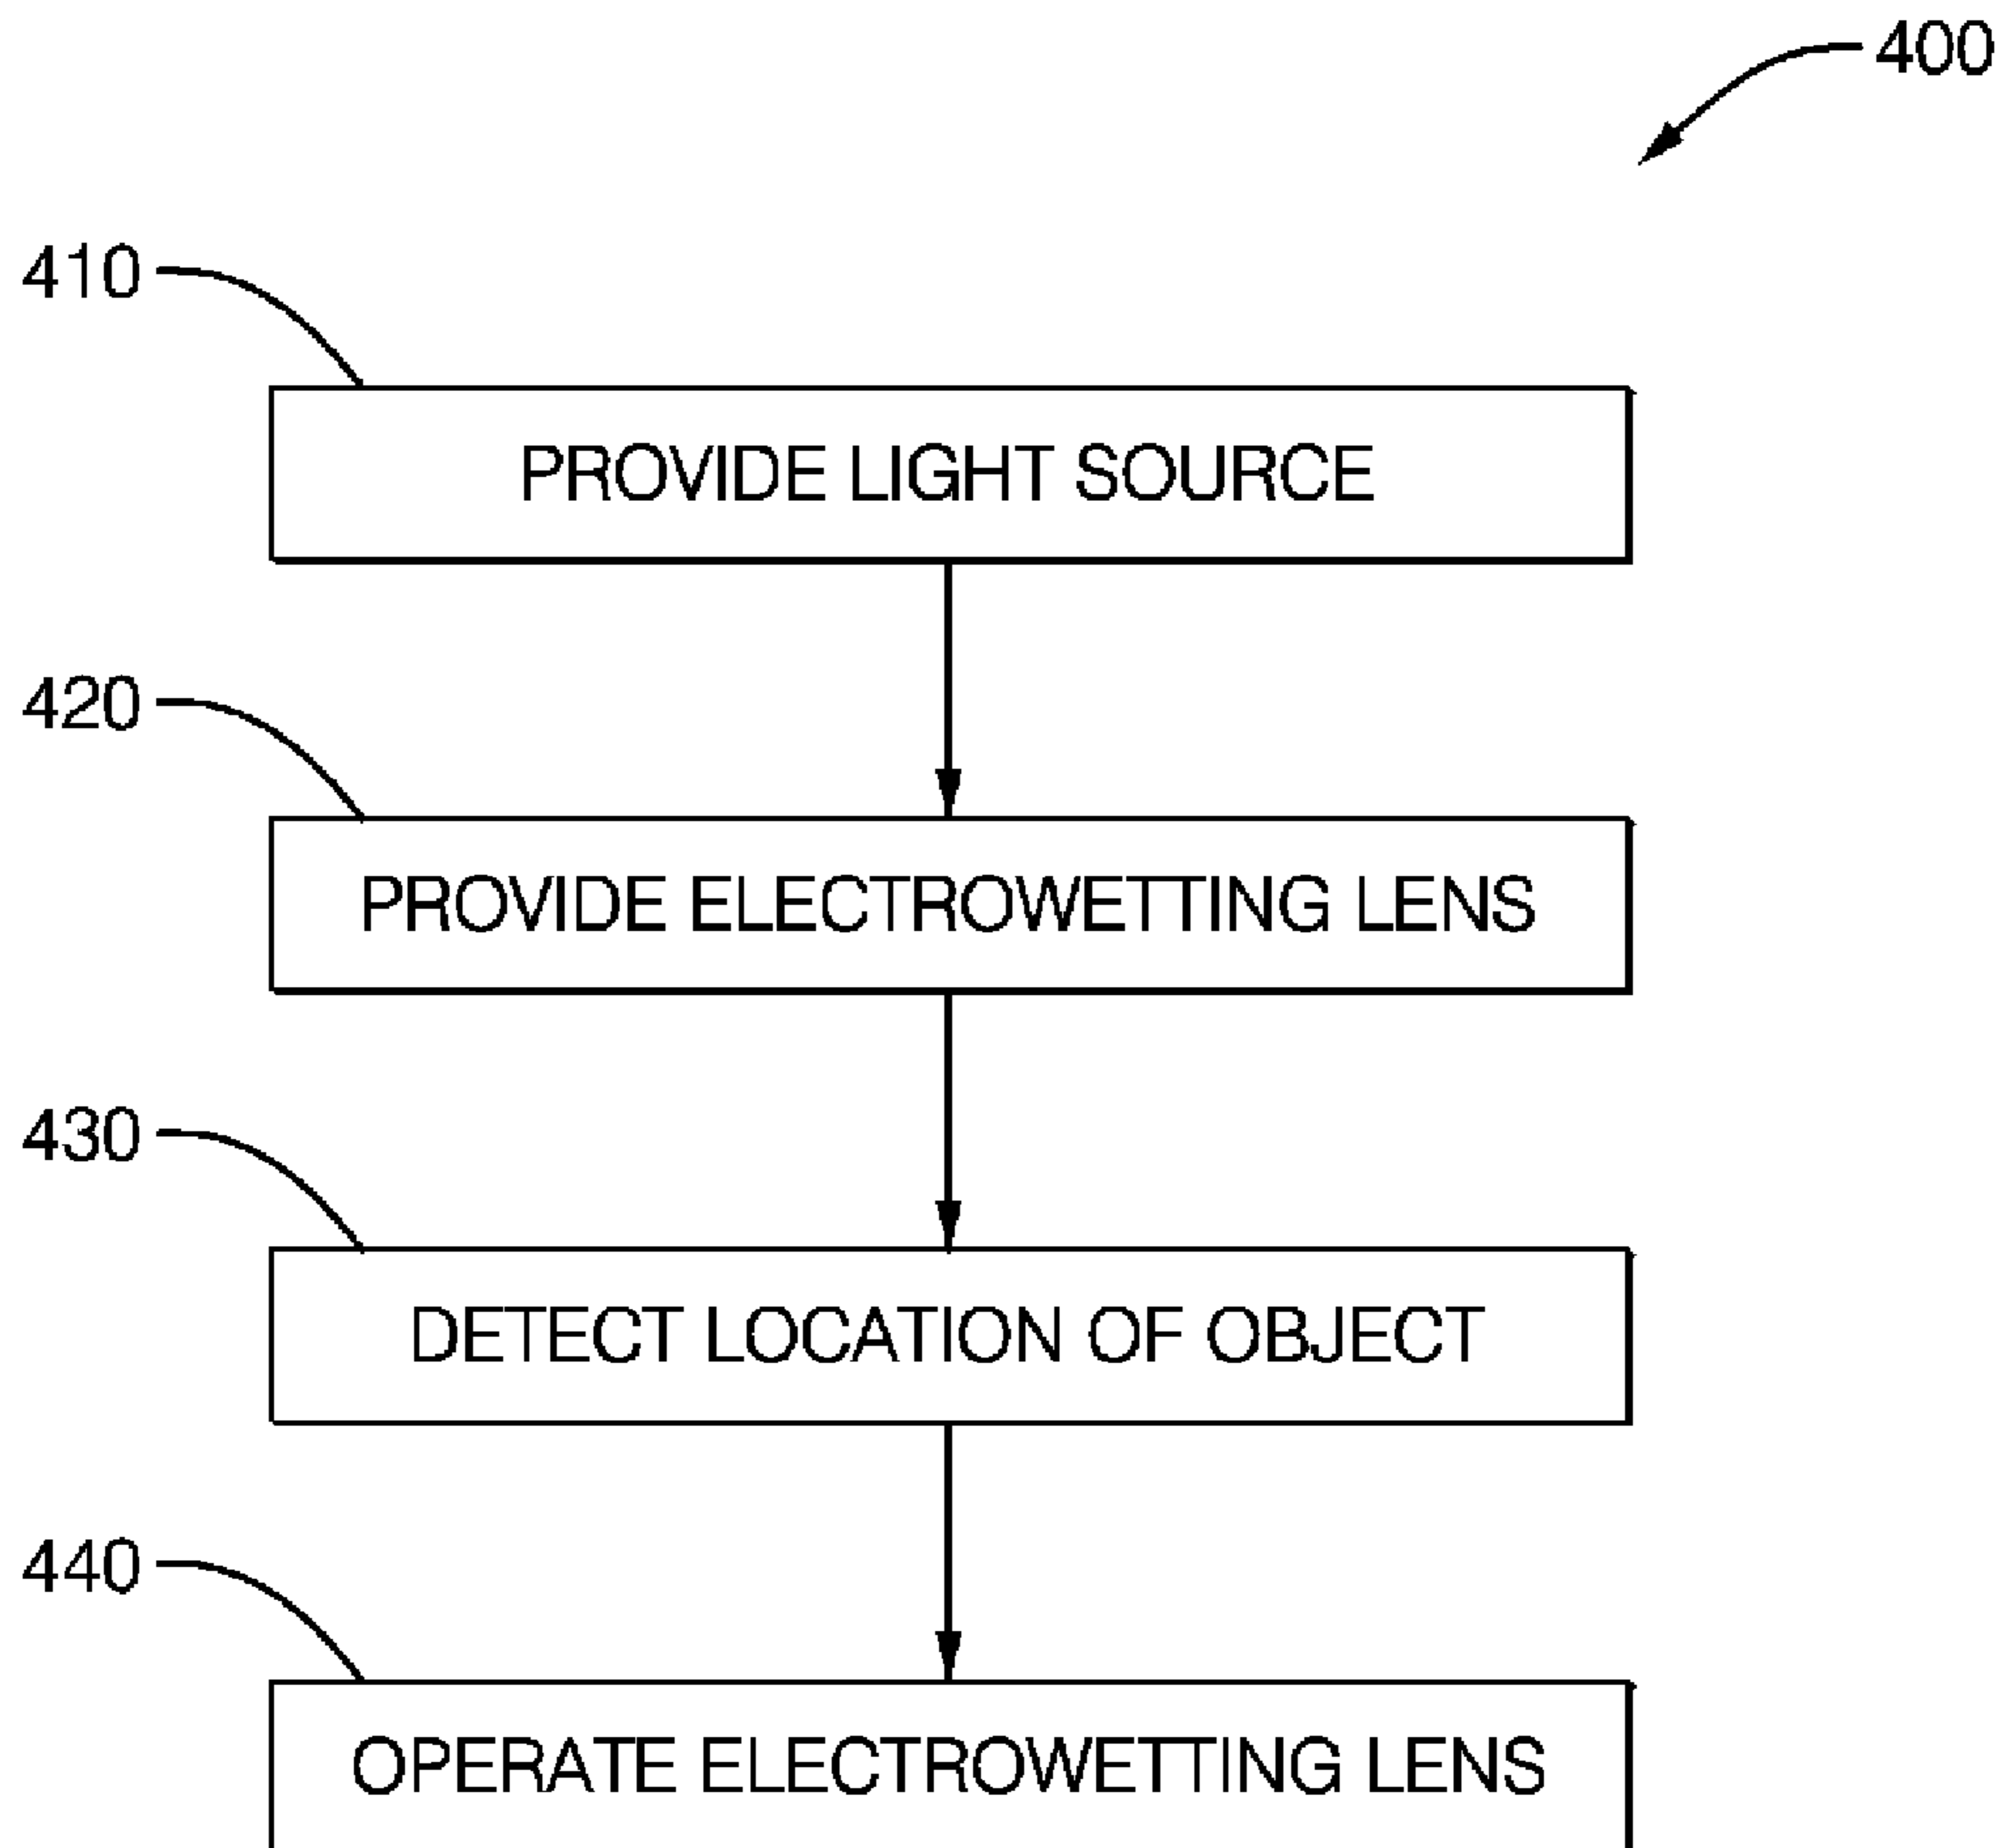 400
410
PROVIDE LIGHT SOURCE
420
PROVIDE ELECTROWETTING LENS
430
DETECT LOCATION OF OBJECT
440
OPERATE ELECTROWETTING LENS